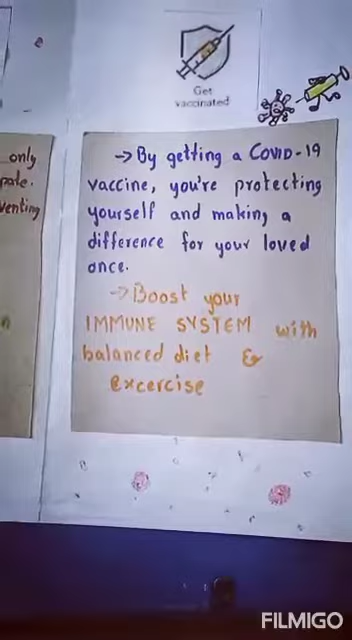 Get
vaccinated
only
venting
→ By getting a COVID-19
vaccine, you're protecting
yourself and making a
difference for your loved
once.
→ Boost your
IMMUNE SYSTEM with
balanced diet &
excercise
FILMIGO